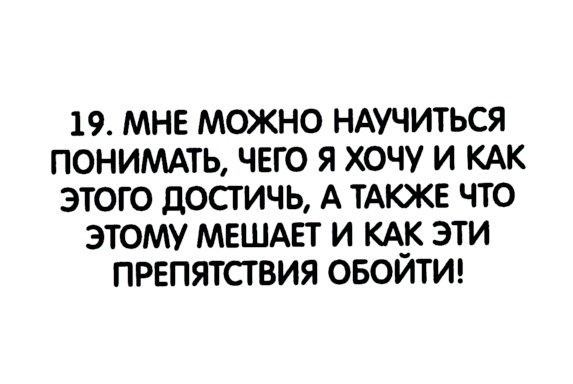 19. МНЕ МОЖНО НАУЧИТЬСЯ
ПОНИМАТЬ, ЧЕГО Я ХОЧУ И КАК
ЭТОГО ДОСТИЧЬ, А ТАКЖЕ ЧТО
ЭТОМУ МЕШАЕТ И КАК ЭТИ
ПРЕПЯТСТВИЯ ОБОЙТИ!